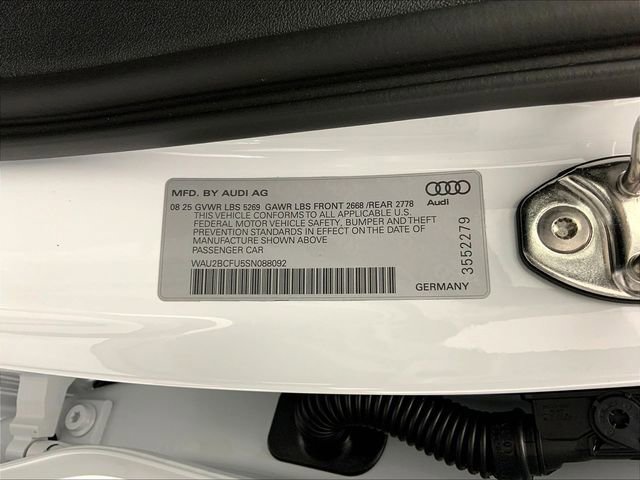 MFD. BY AUDI AG
Audi
08 25 GVWR LBS 5269 GAWR LBS FRONT 2668 /REAR 2778
THIS VEHICLE CONFORMS TO ALL APPLICABLE U.S.
FEDERAL MOTOR VEHICLE SAFETY, BUMPER AND THEFT
PREVENTION STANDARDS IN EFFECT ON THE DATE OF
MANUFACTURE SHOWN ABOVE
PASSENGER CAR
WAU2BCFU5SN088092
3552279
GERMANY